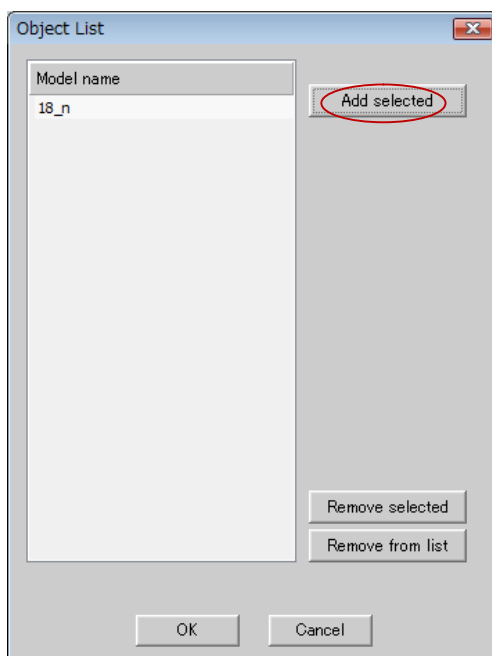 Object List
Model name
18_n
Add selected
Remove selected
Remove from list
OK
Cancel